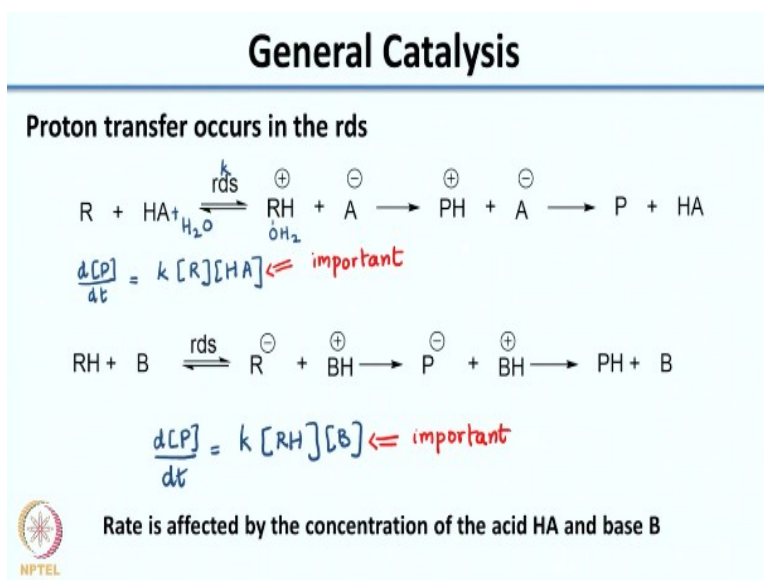 General Catalysis
Proton transfer occurs in the rds
k
rds ⊕ ⊖ ⊕ ⊖
R + HA + H₂O ⇌ RH + A → PH + A → P + HA
ÖH₂
d[P]/dt = k [R][HA] ⇐ important
rds ⊖ ⊕ ⊖ ⊕
RH + B ⇌ R + BH → P + BH → PH + B
d[P]/dt = k [RH][B] ⇐ important
Rate is affected by the concentration of the acid HA and base B
NPTEL